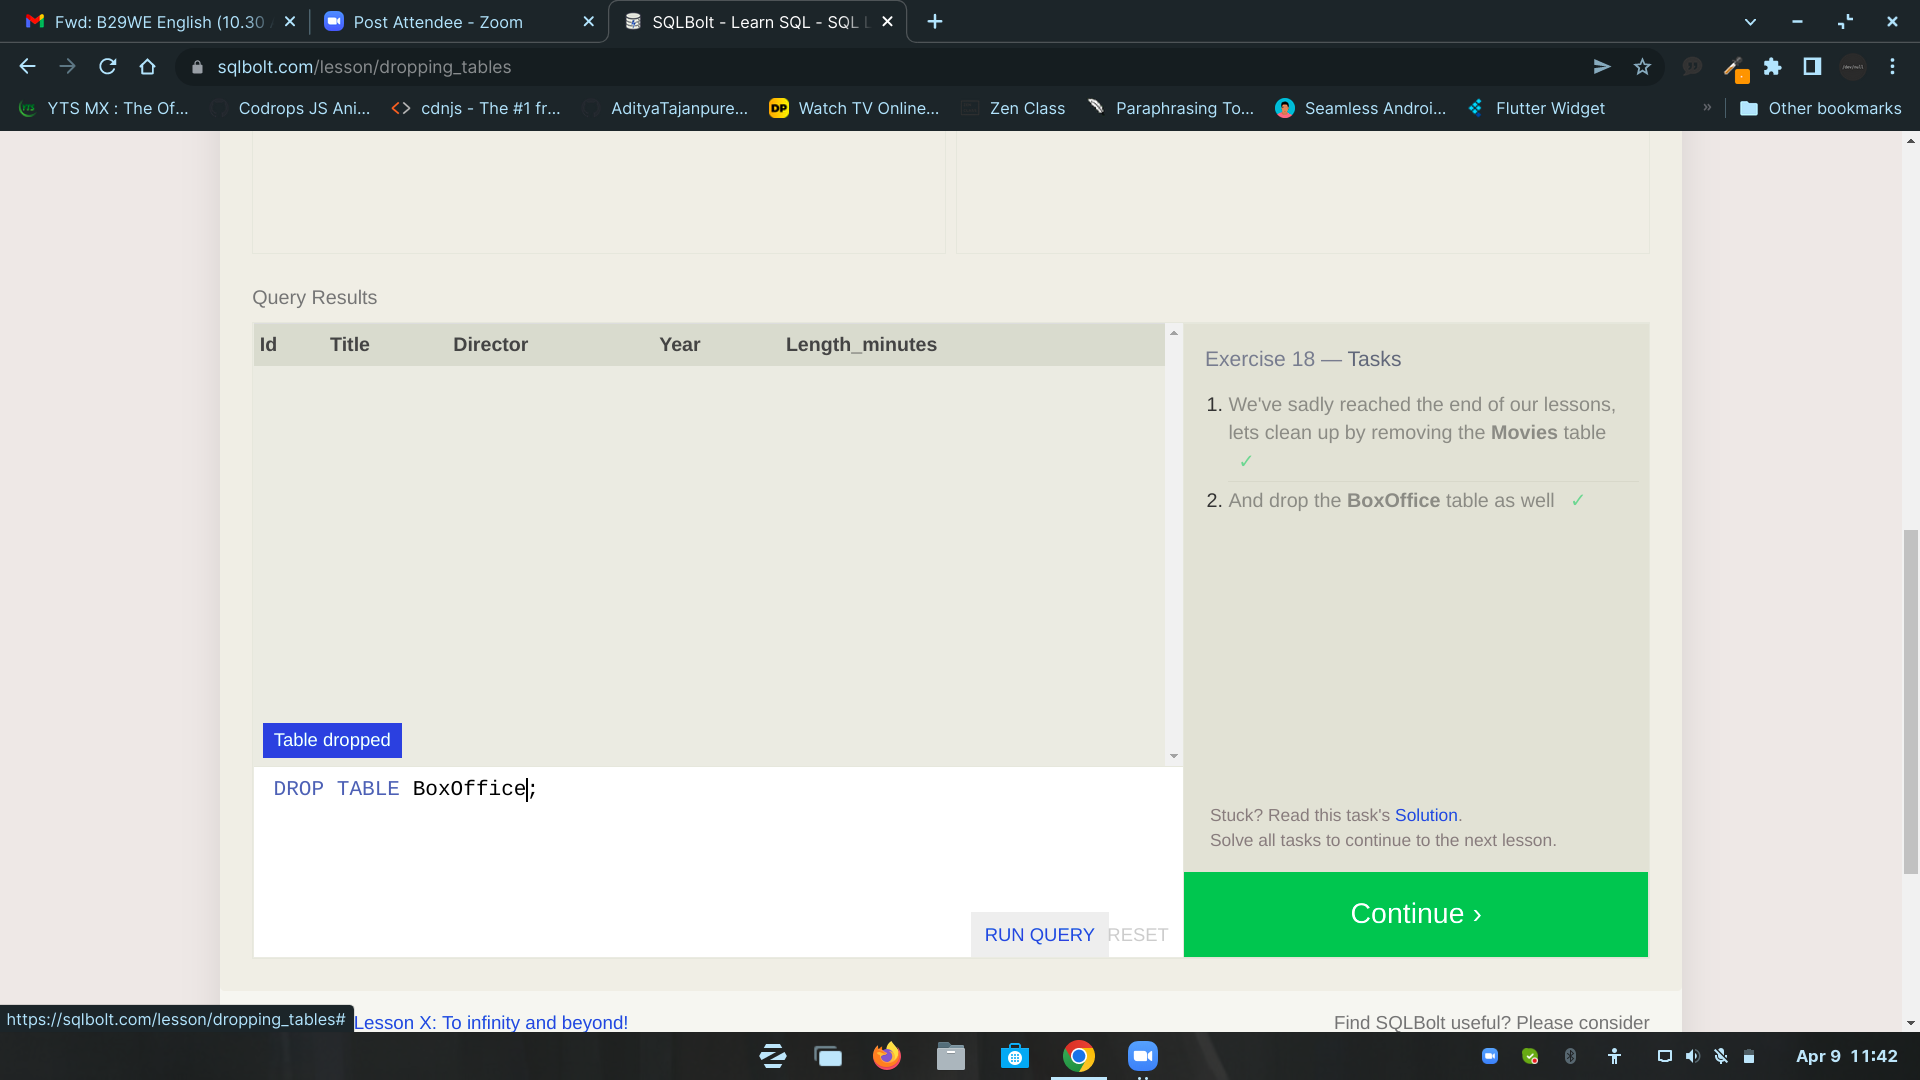 Fwd: B29WE English (10.30
Post Attendee - Zoom
SQLBolt - Learn SQL - SQL L
sqlbolt.com/lesson/dropping_tables
YTS MX : The Of...
Codrops JS Ani...
cdnjs - The #1 fr...
AdityaTajanpure...
DP
Watch TV Online...
Zen Class
Paraphrasing To...
Seamless Androi...
Flutter Widget
»
Other bookmarks
Query Results
Id Title Director Year Length_minutes
Table dropped
DROP TABLE BoxOffice;
RUN QUERY RESET
Exercise 18 — Tasks
1. We've sadly reached the end of our lessons,
lets clean up by removing the Movies table
✓
2. And drop the BoxOffice table as well ✓
Stuck? Read this task's Solution.
Solve all tasks to continue to the next lesson.
Continue ›
https://sqlbolt.com/lesson/dropping_tables#
Lesson X: To infinity and beyond!
Find SQLBolt useful? Please consider
Apr 9 11:42